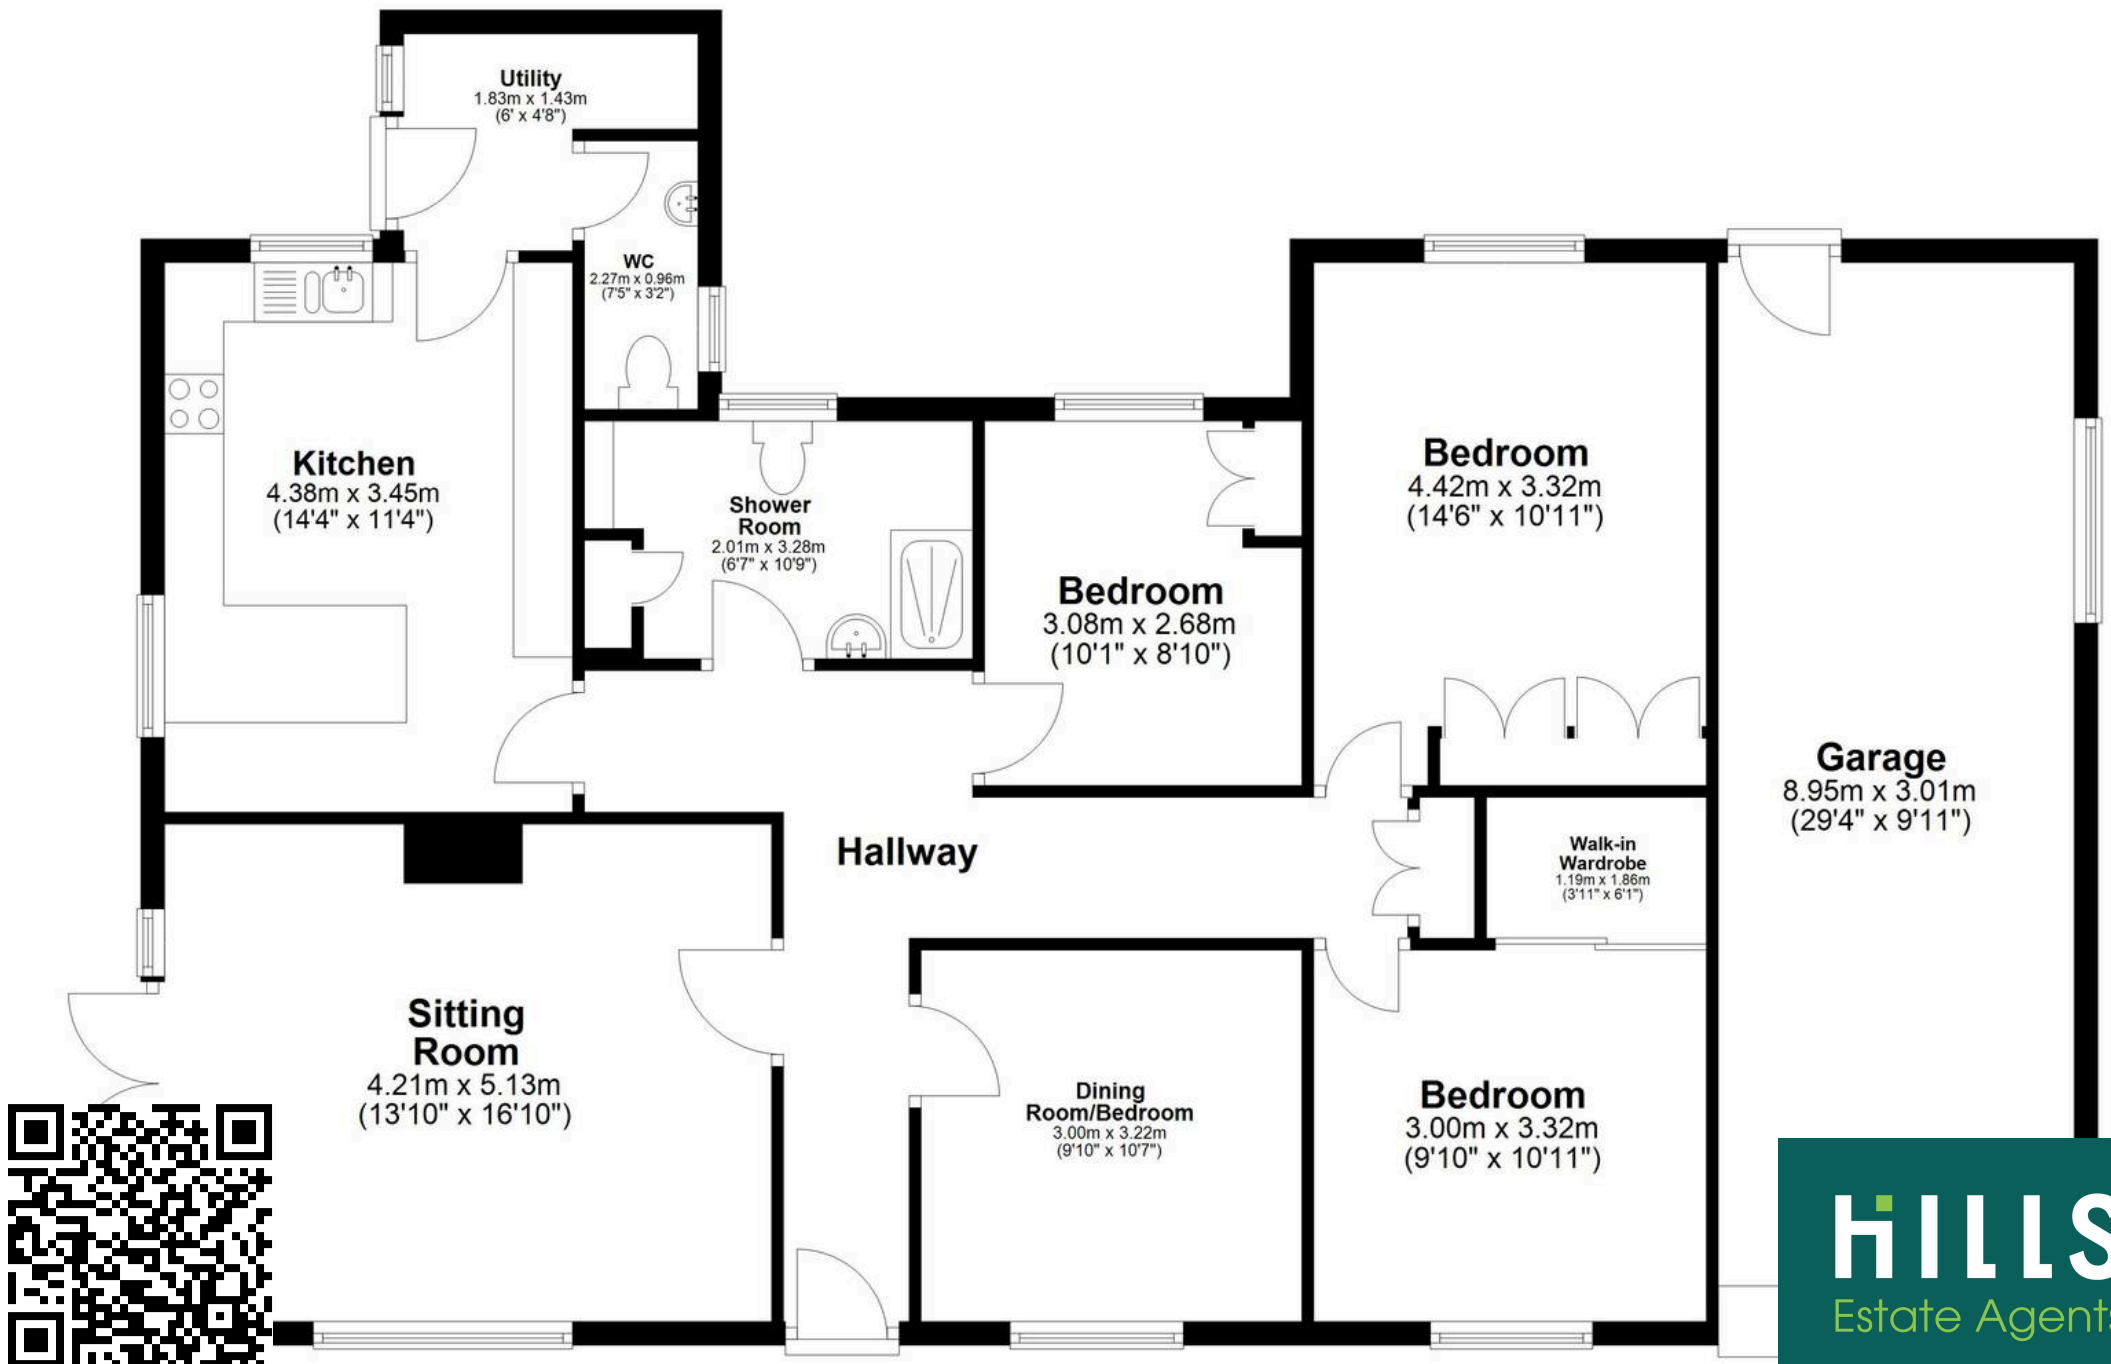 Utility
1.83m x 1.43m
(6' x 4'8")
WC
2.27m x 0.96m
(7'5" x 3'2")
Kitchen
4.38m x 3.45m
(14'4" x 11'4")
Shower
Room
2.01m x 3.28m
(6'7" x 10'9")
Bedroom
3.08m x 2.68m
(10'1" x 8'10")
Bedroom
4.42m x 3.32m
(14'6" x 10'11")
Garage
8.95m x 3.01m
(29'4" x 9'11")
Hallway
Walk-in
Wardrobe
1.19m x 1.86m
(3'11" x 6'1")
Sitting
Room
4.21m x 5.13m
(13'10" x 16'10")
Dining
Room/Bedroom
3.00m x 3.22m
(9'10" x 10'7")
Bedroom
3.00m x 3.32m
(9'10" x 10'11")
HILLS
Estate Agents